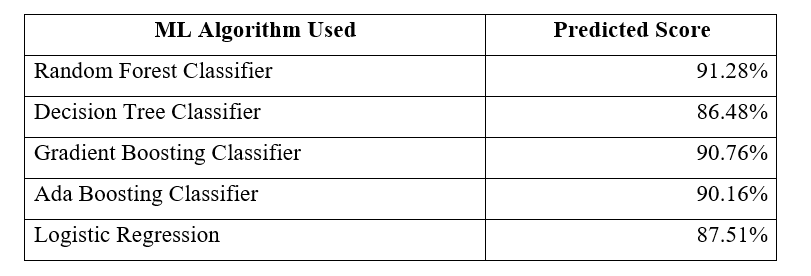 ML Algorithm Used Predicted Score
Random Forest Classifier 91.28%
Decision Tree Classifier 86.48%
Gradient Boosting Classifier 90.76%
Ada Boosting Classifier 90.16%
Logistic Regression 87.51%